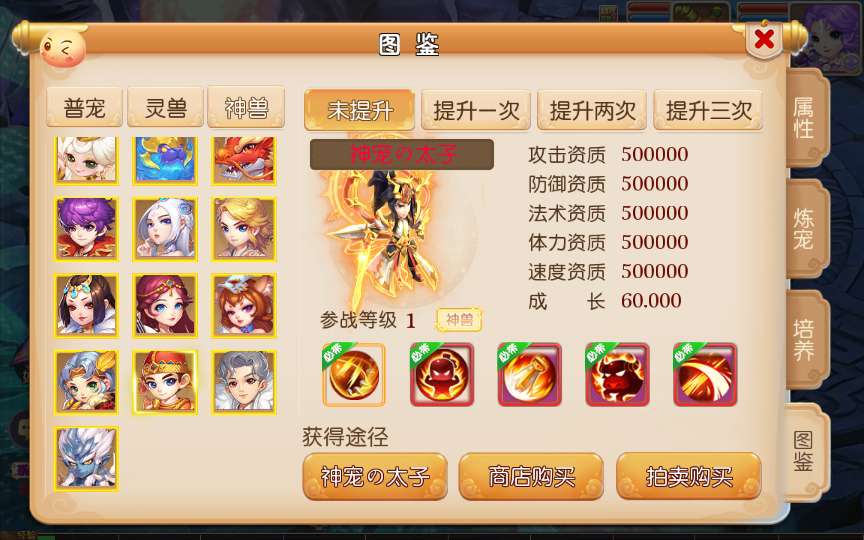 图 鉴
普宠 灵兽 神兽
未提升 提升一次 提升两次 提升三次
神宠の太子
攻击资质 500000
防御资质 500000
法术资质 500000
体力资质 500000
速度资质 500000
成 长 60.000
参战等级 1 神兽
必带 必带 必带 必带 必带
获得途径
神宠の太子 商店购买 拍卖购买
属性
炼宠
培养
图鉴